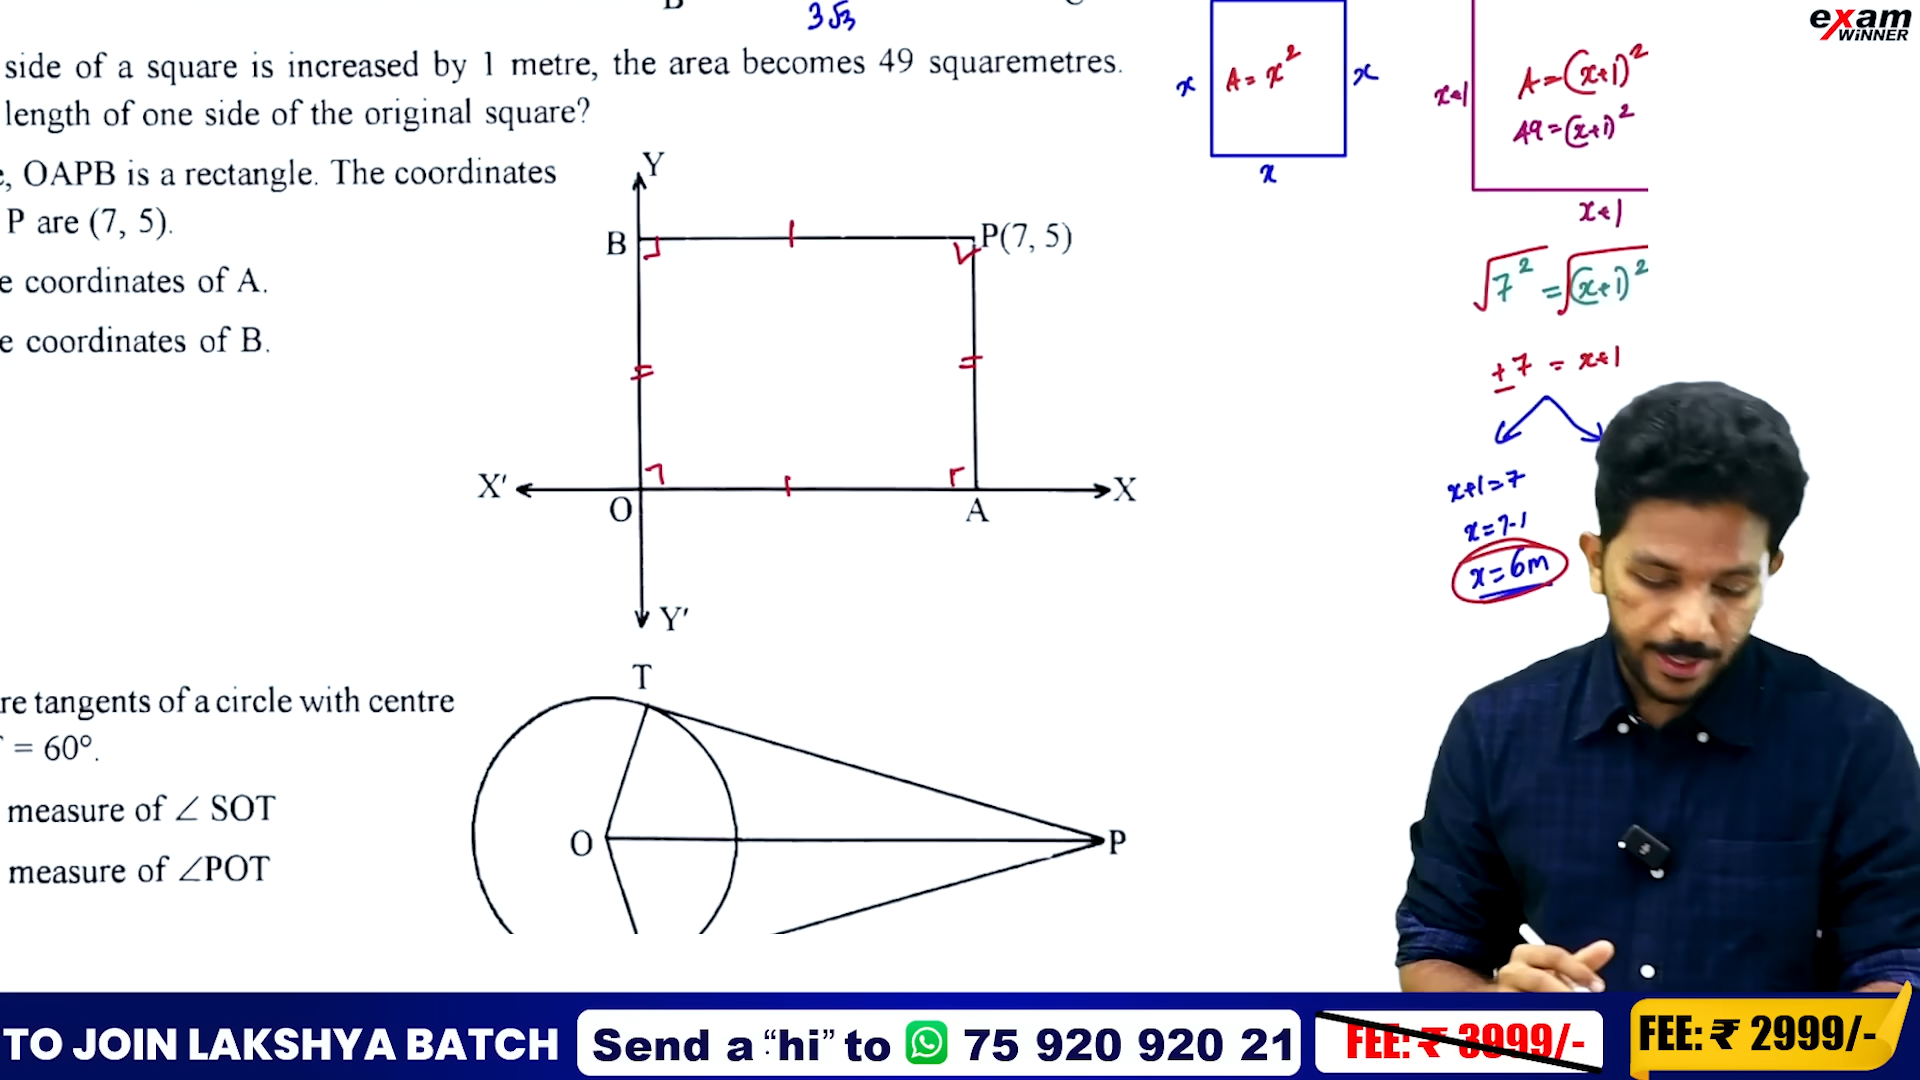 3√3
side of a square is increased by 1 metre, the area becomes 49 squaremetres.
length of one side of the original square?
, OAPB is a rectangle. The coordinates
P are (7, 5).
e coordinates of A.
e coordinates of B.
Y
B
P(7, 5)
X'
O
A
X
Y'
re tangents of a circle with centre
= 60°.
measure of ∠ SOT
measure of ∠POT
T
O
P
x
A = x²
x
x
x+1
A = (x+1)²
49 = (x+1)²
x+1
√7² = √(x+1)²
±7 = x+1
x+1=7
x=7-1
x=6m
exam
WiNNER
TO JOIN LAKSHYA BATCH
Send a “hi” to 75 920 920 21
FEE: ₹ 3999/-
FEE: ₹ 2999/-